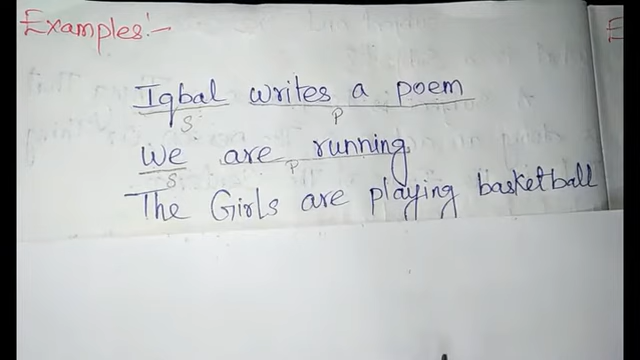 Examples:-
Iqbal writes a poem
S P
We are running
S P
The Girls are playing basketball
E